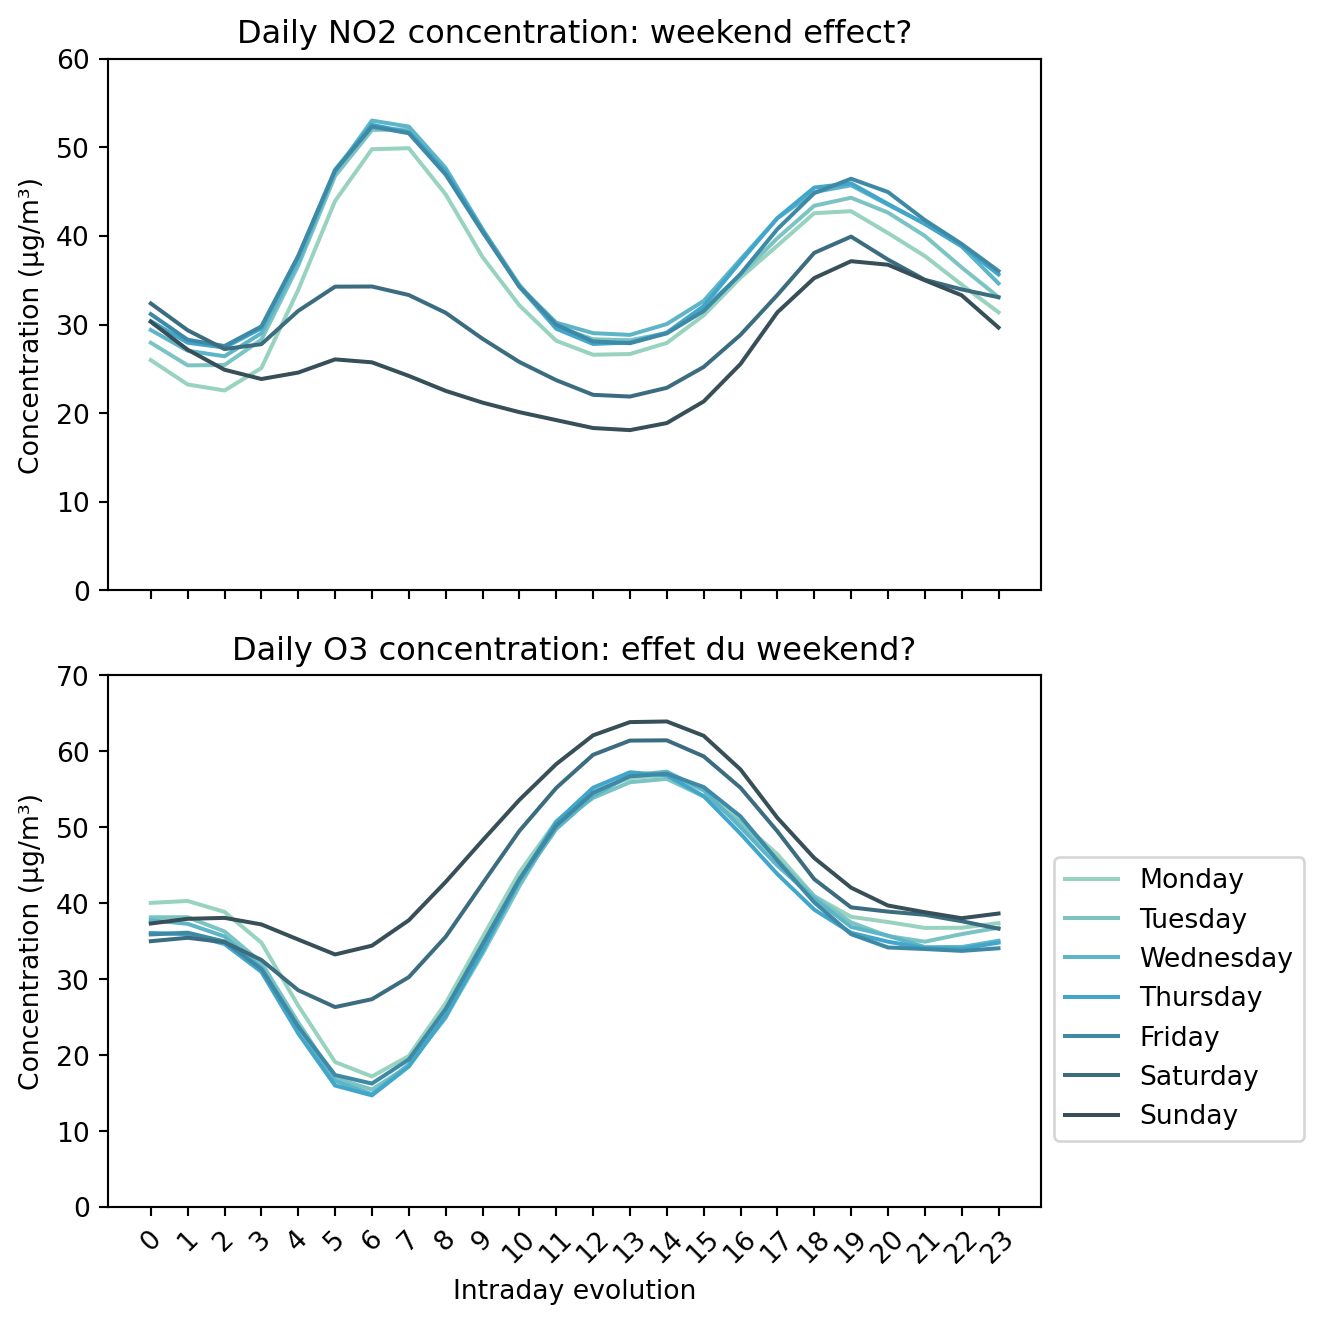 Daily NO2 concentration: weekend effect?
60
50
40
30
20
10
0
Concentration (µg/m³)
Daily O3 concentration: effet du weekend?
70
60
50
40
30
20
10
0
Concentration (µg/m³)
0 1 2 3 4 5 6 7 8 9 10 11 12 13 14 15 16 17 18 19 20 21 22 23
Intraday evolution
Monday
Tuesday
Wednesday
Thursday
Friday
Saturday
Sunday